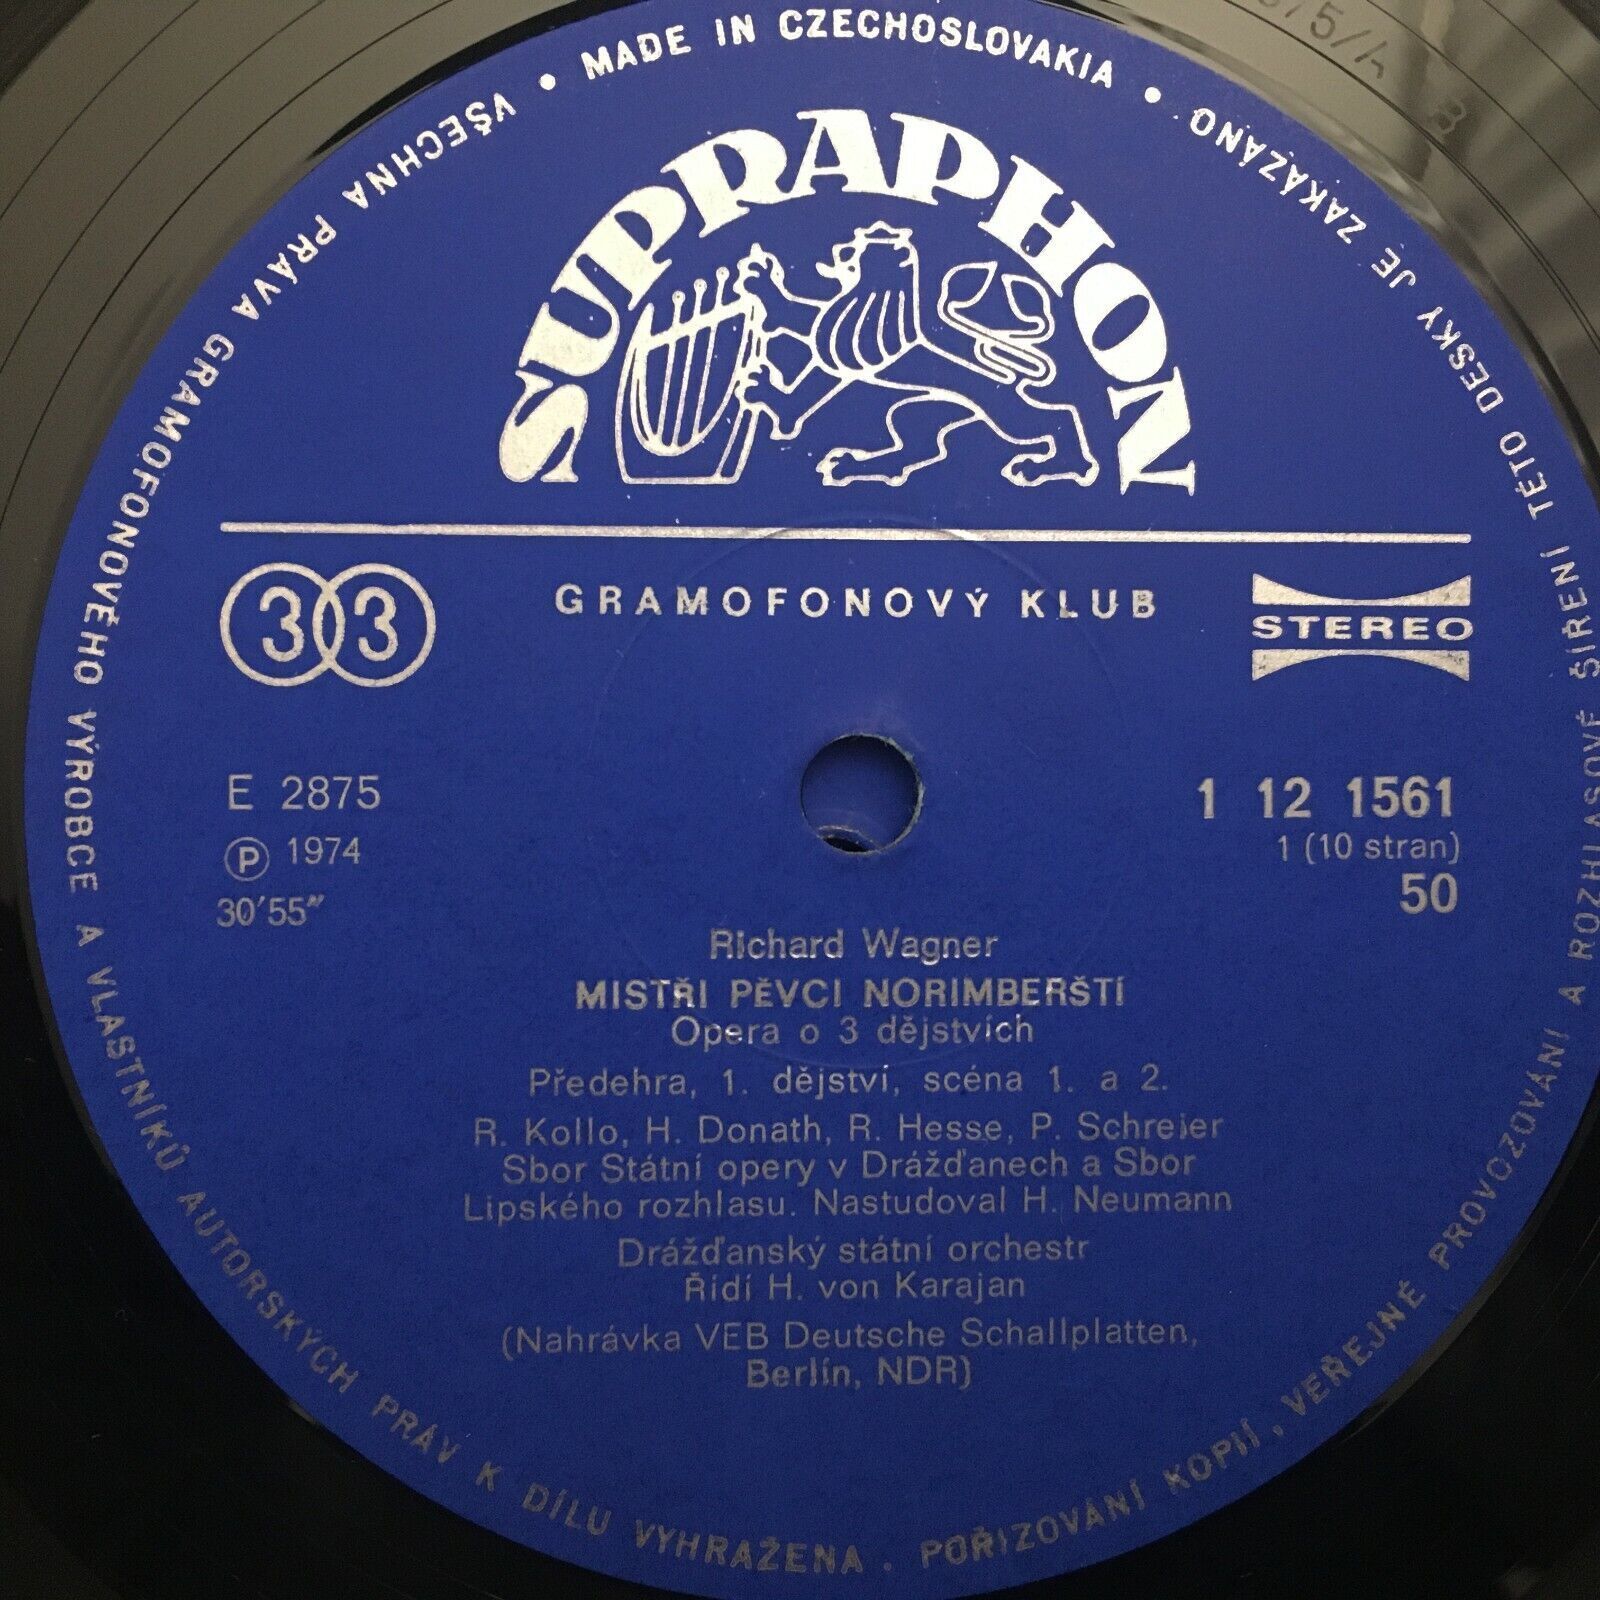 VŠECHNA PRÁVA GRAMOFONOVÉHO VÝROBCE A VLASTNÍKŮ AUTORSKÝCH PRÁV K DÍLU VYHRAŽENA . POŘIZOVÁNÍ KOPIÍ, VEŘEJNÉ PROVOZOVÁNÍ A ROZHLASOVÉ ŠÍŘENÍ TÉTO DESKY JE ZAKÁZÁNO • MADE IN CZECHOSLOVAKIA •
SUPRAPHON
33
GRAMOFONOVÝ KLUB
STEREO
E 2875
1 12 1561
℗ 1974
1 (10 stran)
30'55"
50
Richard Wagner
MISTŘI PĚVCI NORIMBERŠTÍ
Opera o 3 dějstvích
Předehra, 1. dějství, scéna 1. a 2.
R. Kollo, H. Donath, R. Hesse, P. Schreier
Sbor Státní opery v Drážďanech a Sbor
Lipského rozhlasu. Nastudoval H. Neumann
Drážďanský státní orchestr
Řídí H. von Karajan
(Nahrávka VEB Deutsche Schallplatten,
Berlín, NDR)